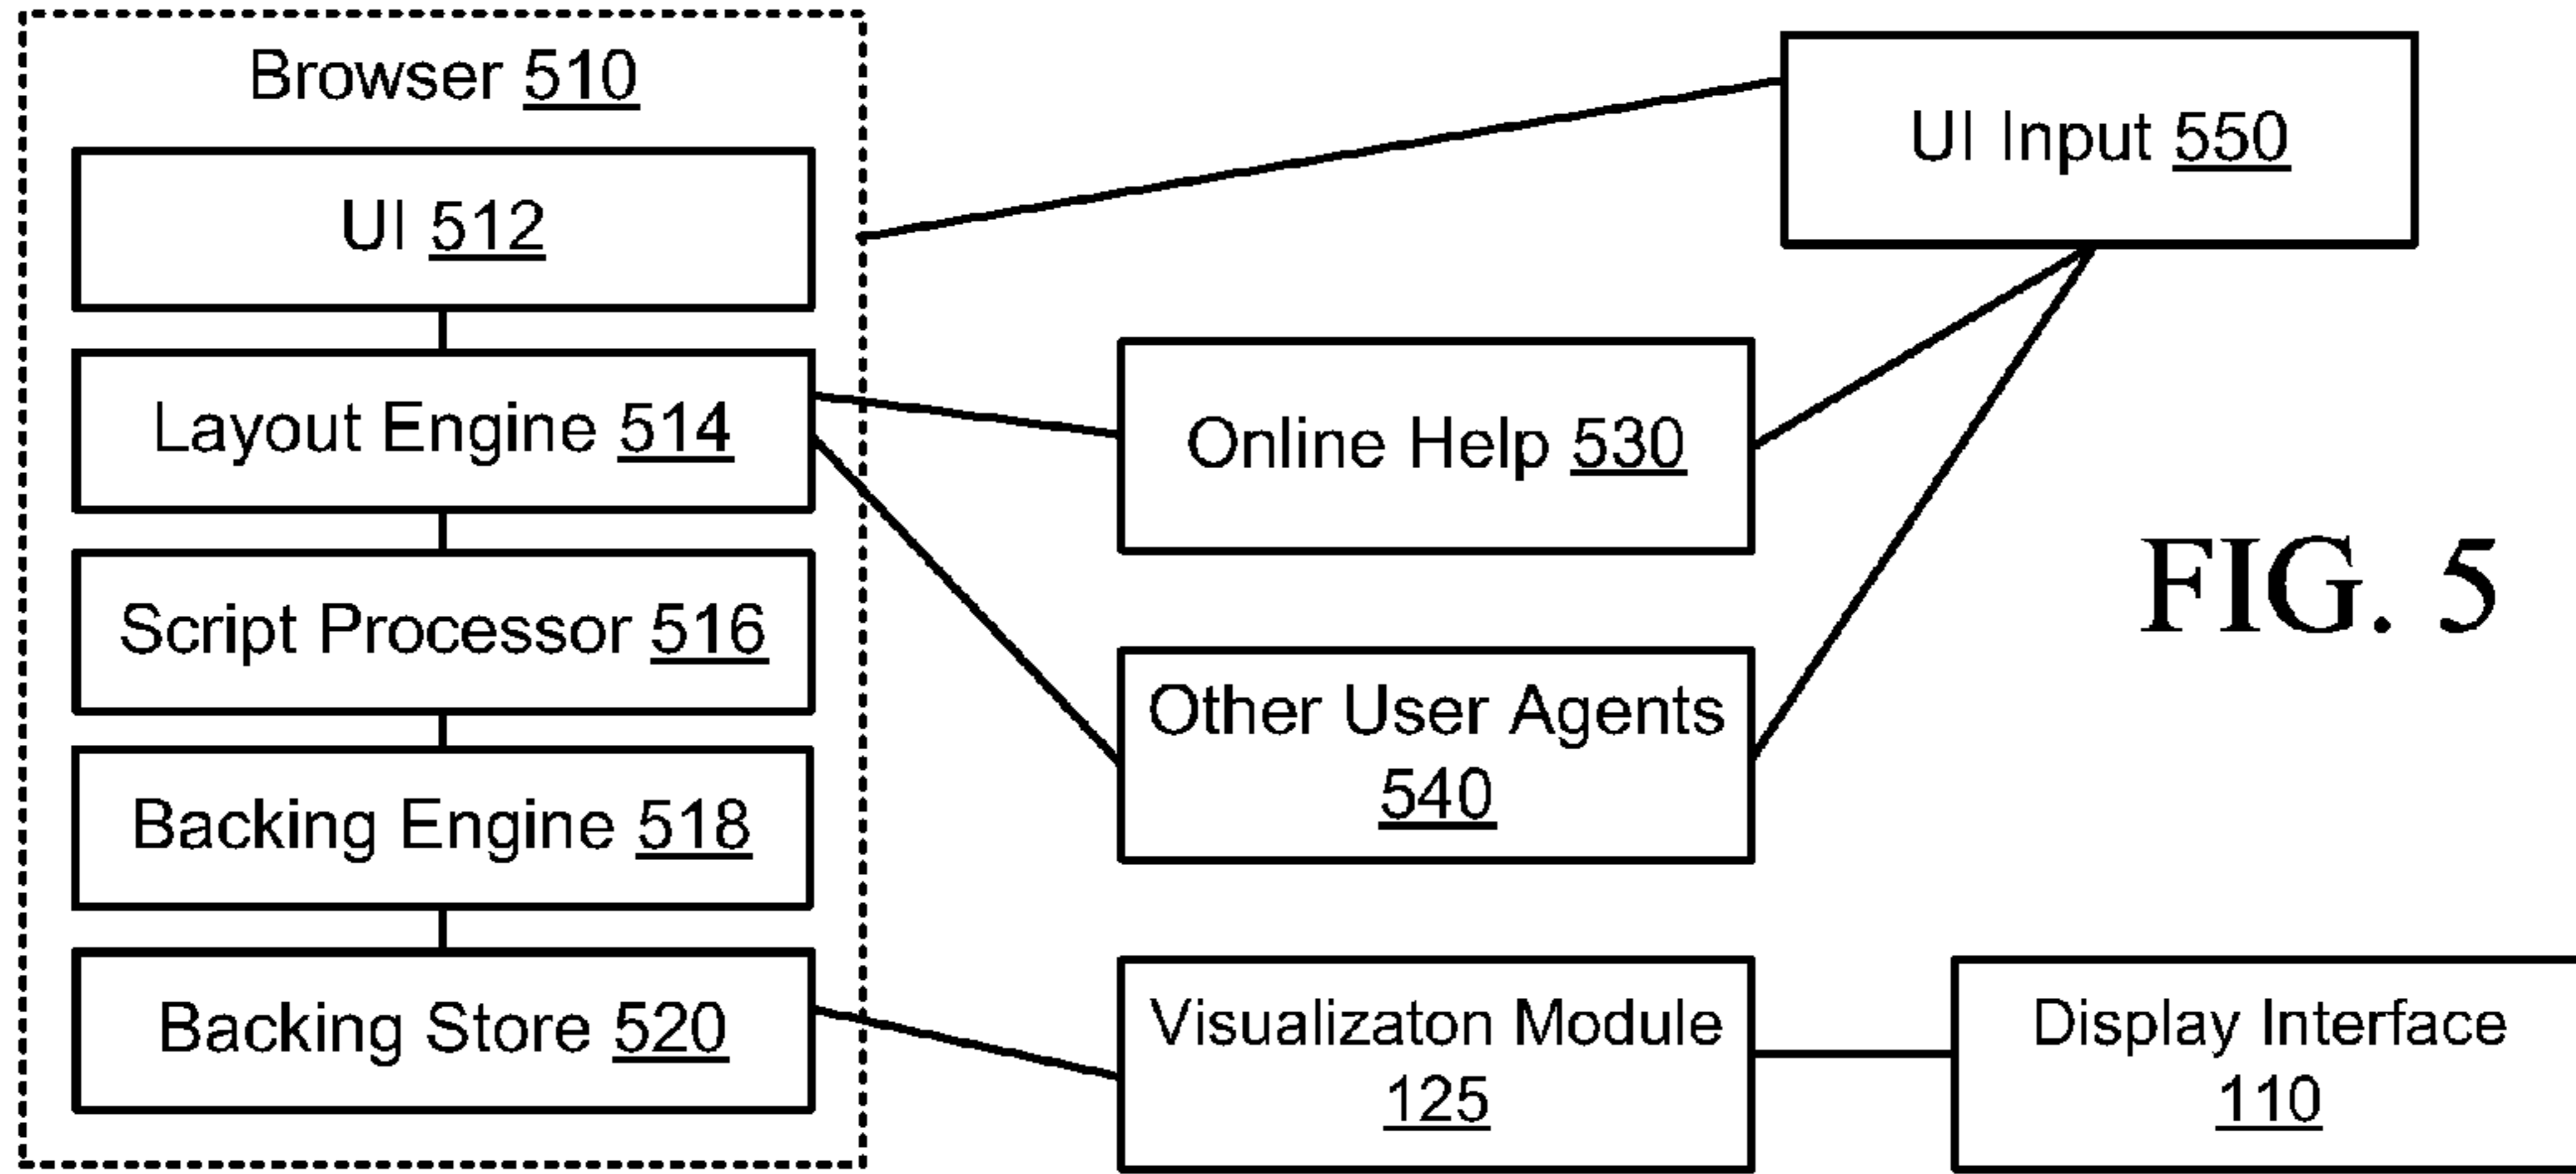 Browser 510
UI 512
Layout Engine 514
Script Processor 516
Backing Engine 518
Backing Store 520
UI Input 550
Online Help 530
Other User Agents
540
Visualizaton Module
125
Display Interface
110
FIG. 5